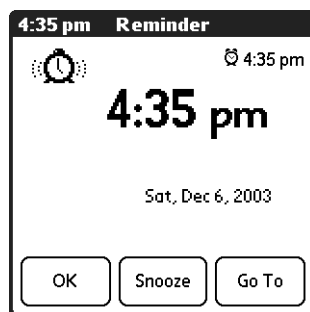 4:35 pm Reminder
4:35 pm
4:35 pm
Sat, Dec 6, 2003
OK Snooze Go To